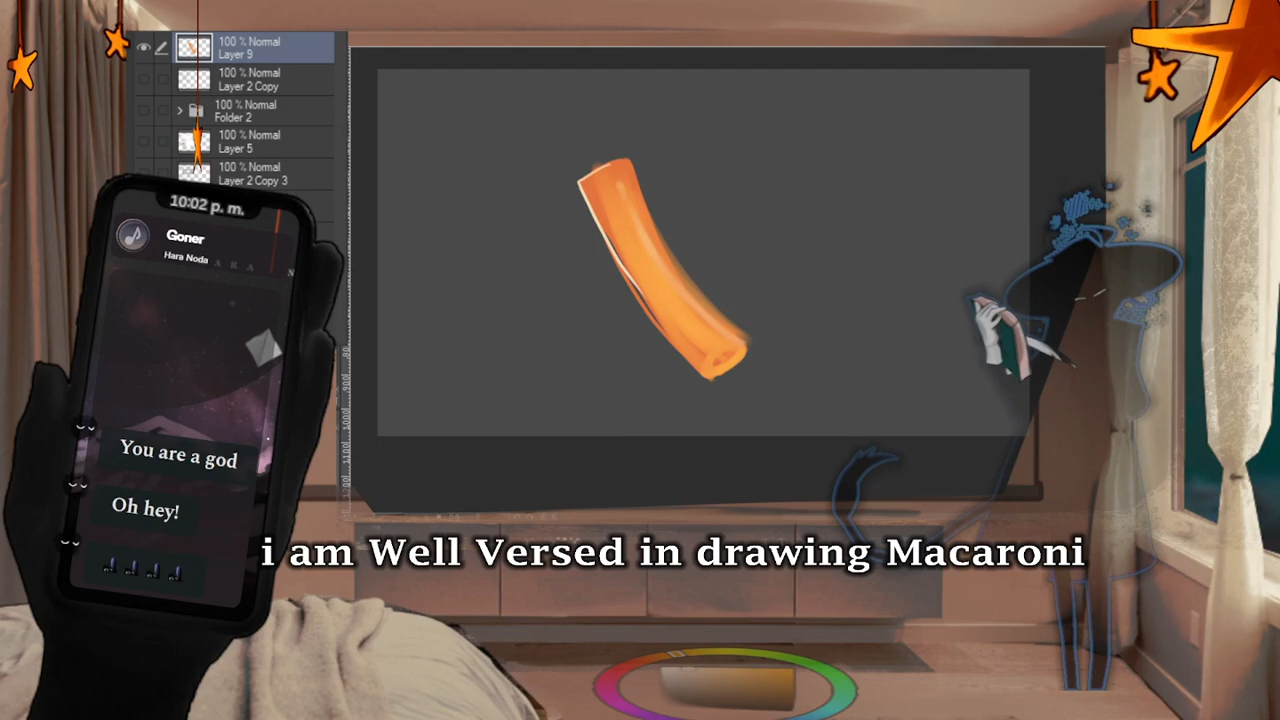 100 % Normal
Layer 9
100 % Normal
Layer 2 Copy
100 % Normal
Folder 2
100 % Normal
Layer 5
100 % Normal
Layer 2 Copy 3
10:02 p. m.
Goner
Hara Noda
You are a god
Oh hey!
i am Well Versed in drawing Macaroni